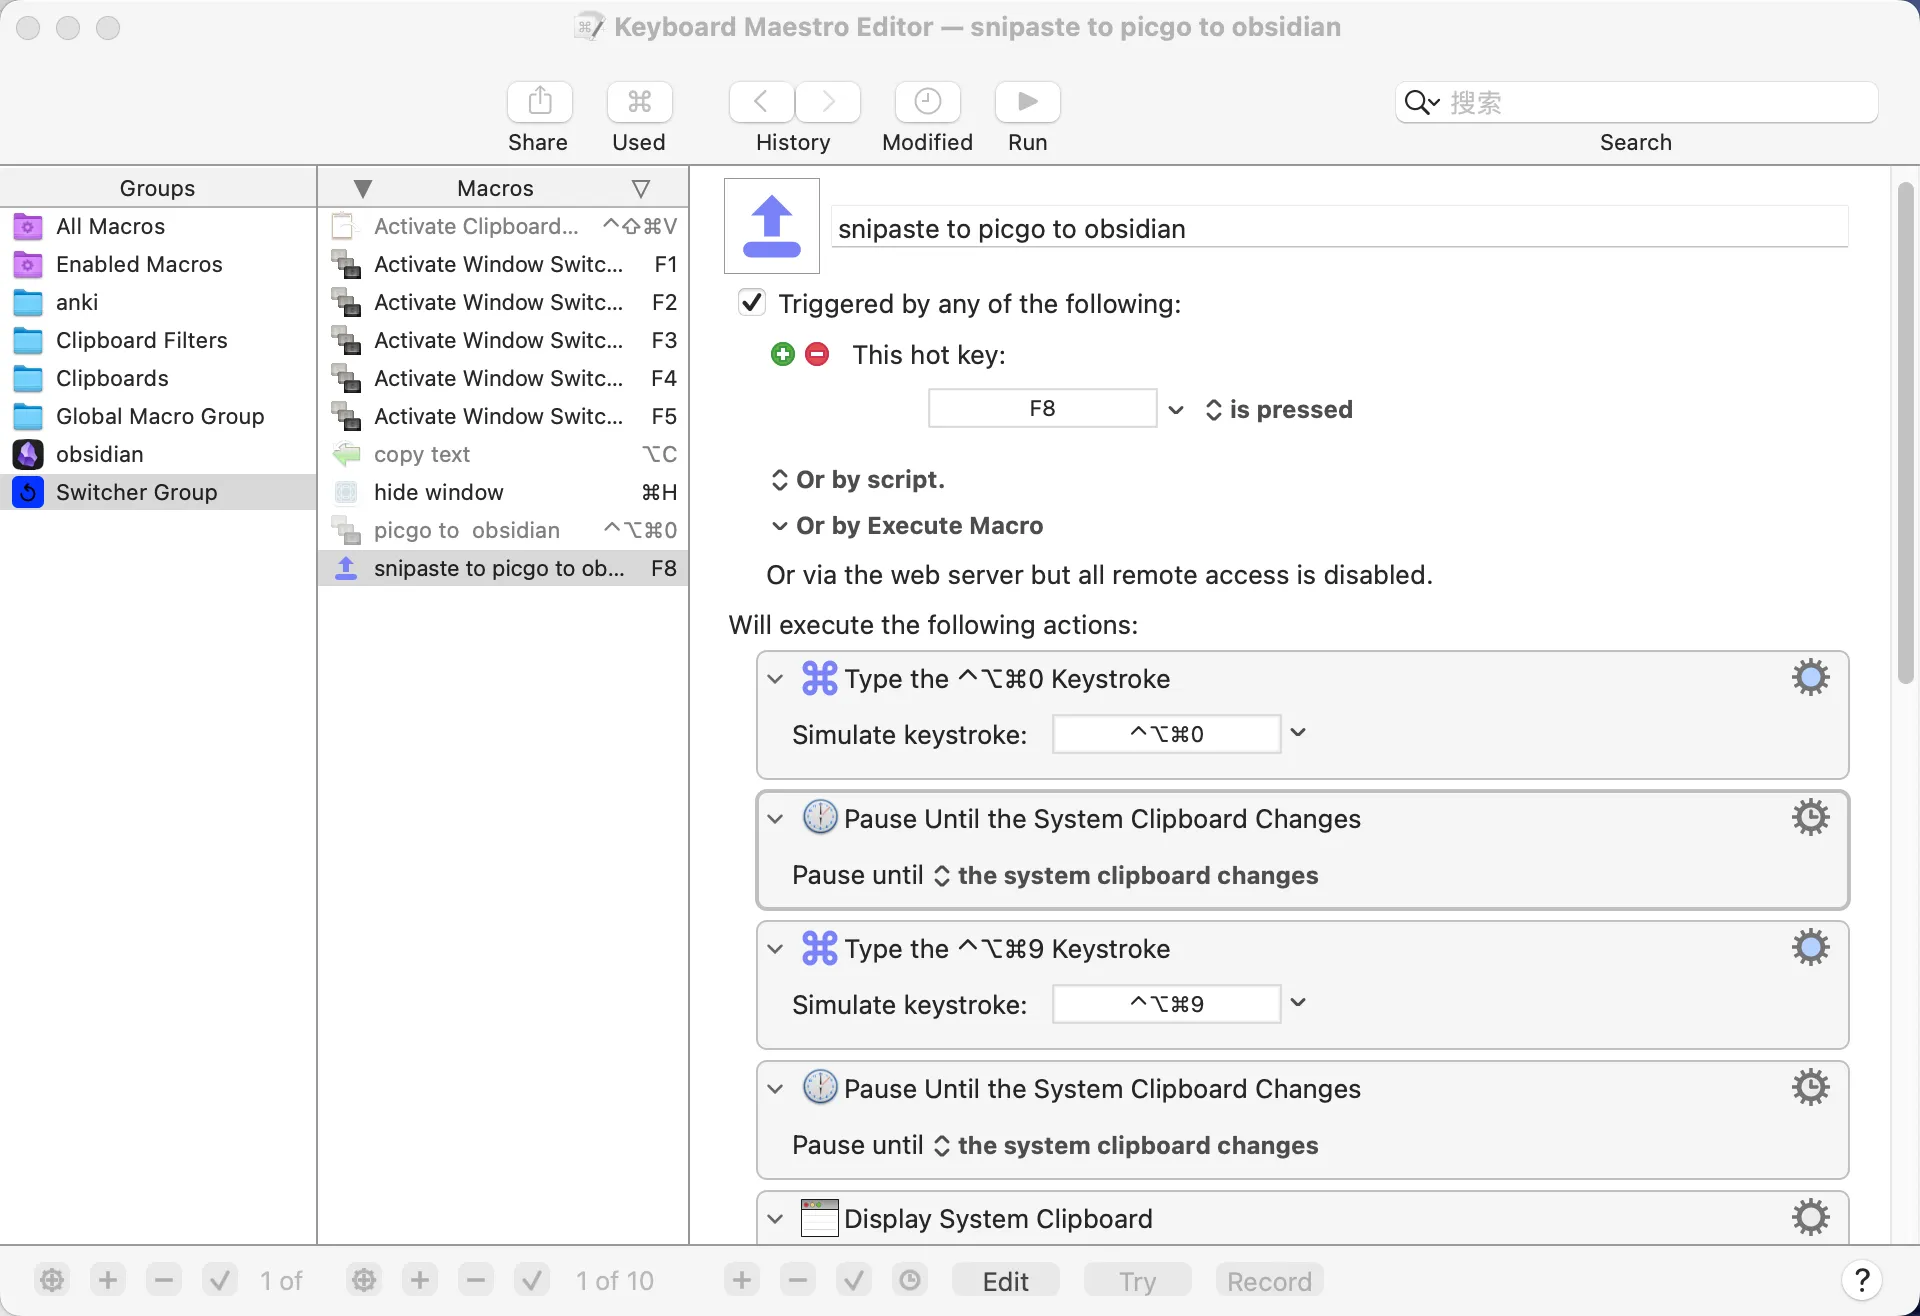 Keyboard Maestro Editor — snipaste to picgo to obsidian
Share
Used
History
Modified
Run
搜索
Search
Groups
All Macros
Enabled Macros
anki
Clipboard Filters
Clipboards
Global Macro Group
obsidian
Switcher Group
▼ Macros ▽
Activate Clipboard... ^⇧⌘V
Activate Window Switc... F1
Activate Window Switc... F2
Activate Window Switc... F3
Activate Window Switc... F4
Activate Window Switc... F5
copy text ⌥C
hide window ⌘H
picgo to obsidian ^⌥⌘0
snipaste to picgo to ob... F8
snipaste to picgo to obsidian
Triggered by any of the following:
This hot key:
F8 is pressed
Or by script.
Or by Execute Macro
Or via the web server but all remote access is disabled.
Will execute the following actions:
Type the ^⌥⌘0 Keystroke
Simulate keystroke: ^⌥⌘0
Pause Until the System Clipboard Changes
Pause until the system clipboard changes
Type the ^⌥⌘9 Keystroke
Simulate keystroke: ^⌥⌘9
Pause Until the System Clipboard Changes
Pause until the system clipboard changes
Display System Clipboard
1 of
1 of 10
Edit
Try
Record
?